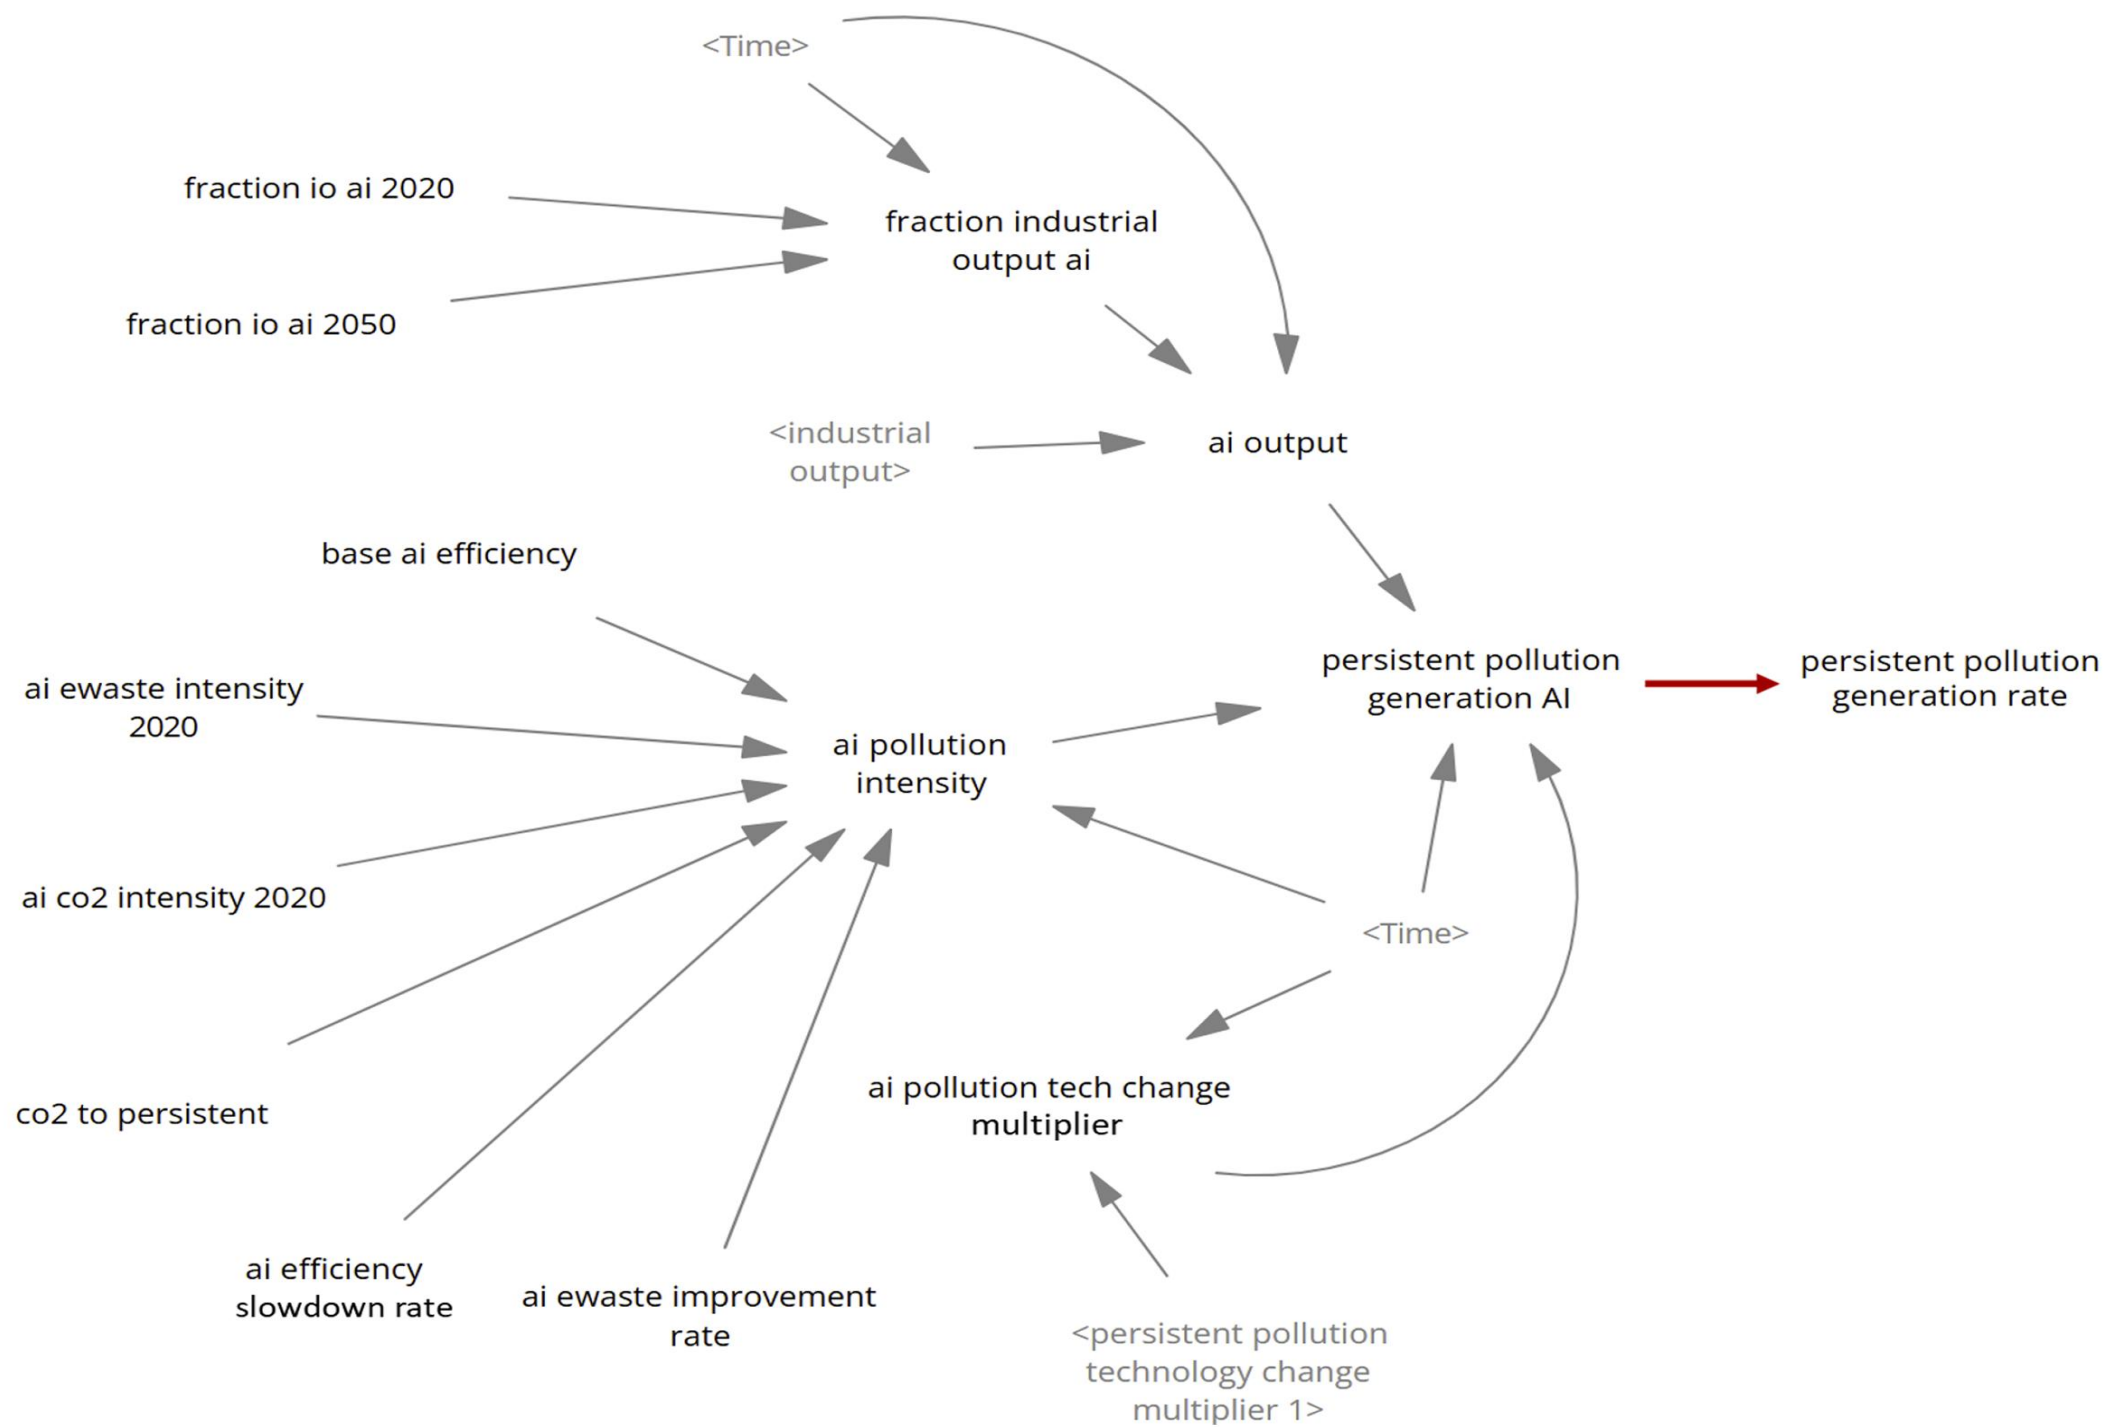 <Time>
fraction io ai 2020
fraction industrial
output ai
fraction io ai 2050
<industrial
output>
ai output
base ai efficiency
ai ewaste intensity
2020
persistent pollution
generation AI
persistent pollution
generation rate
ai pollution
intensity
ai co2 intensity 2020
<Time>
co2 to persistent
ai pollution tech change
multiplier
ai efficiency
slowdown rate
ai ewaste improvement
rate
<persistent pollution
technology change
multiplier 1>